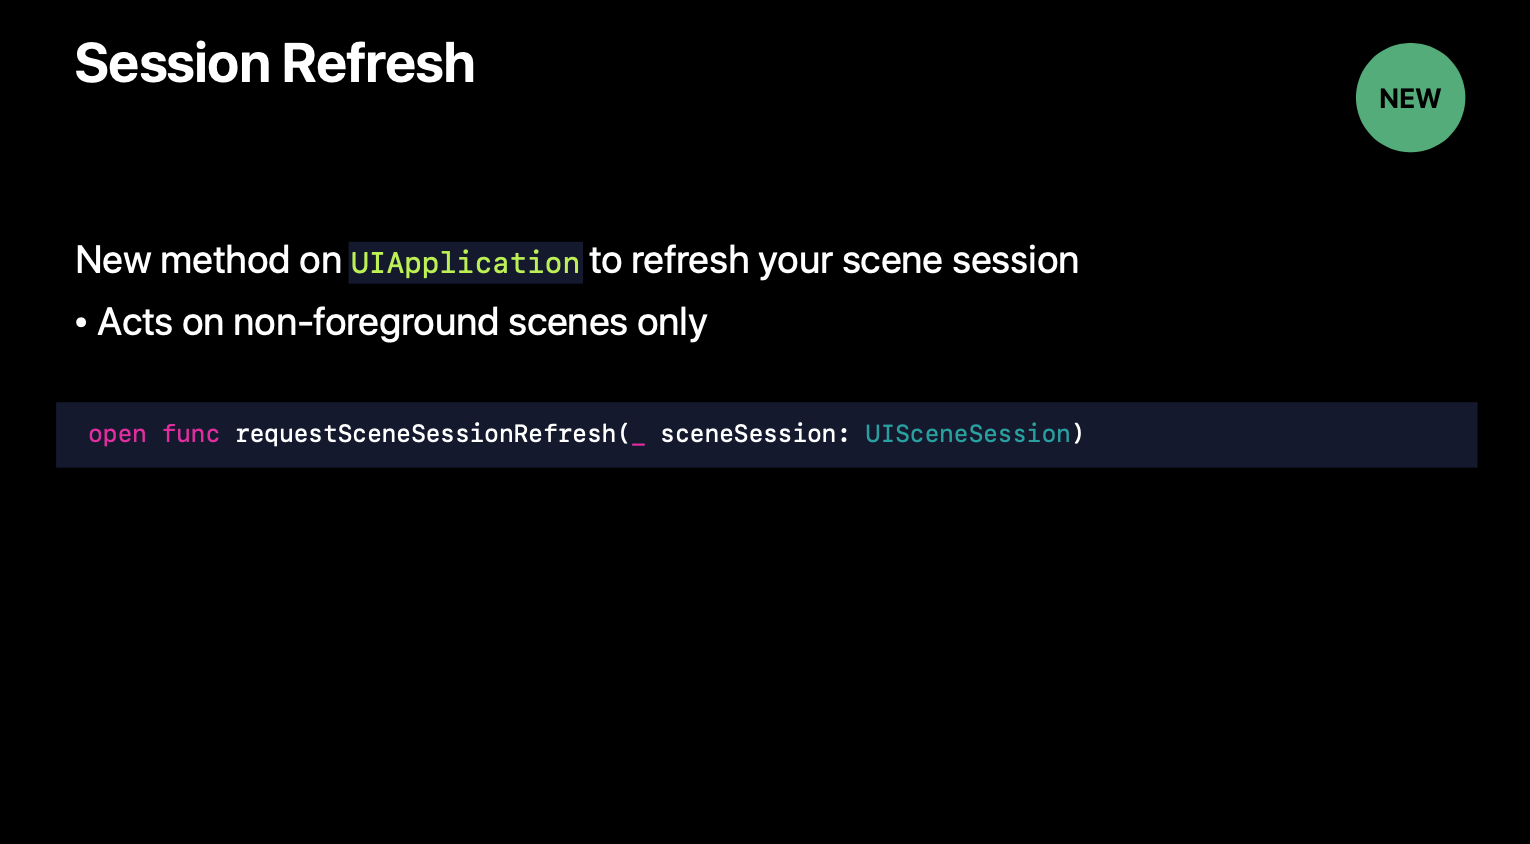 Session Refresh
NEW
New method on UIApplication to refresh your scene session
• Acts on non-foreground scenes only
open func requestSceneSessionRefresh(_ sceneSession: UISceneSession)